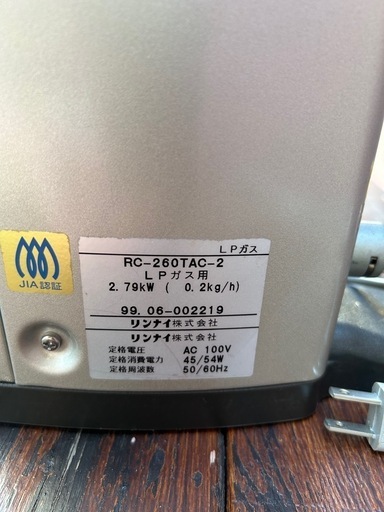 LPガス
RC-260TAC-2
LPガス用
2.79kW ( 0.2kg/h)
99.06-002219
リンナイ株式会社
リンナイ株式会社
定格電圧 AC 100V
定格消費電力 45/54W
定格周波数 50/60Hz
JIA認証